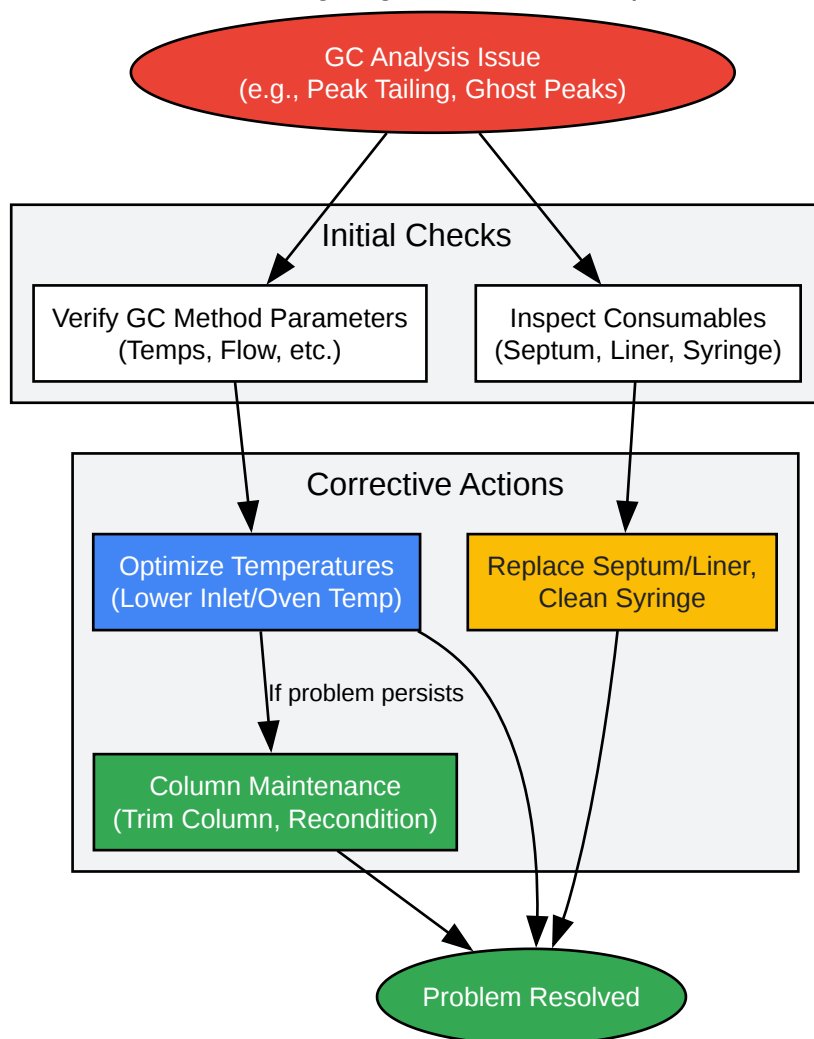 GC Analysis Issue
(e.g., Peak Tailing, Ghost Peaks)
Initial Checks
Verify GC Method Parameters
(Temps, Flow, etc.)
Inspect Consumables
(Septum, Liner, Syringe)
Corrective Actions
Optimize Temperatures
(Lower Inlet/Oven Temp)
Replace Septum/Liner,
Clean Syringe
If problem persists
Column Maintenance
(Trim Column, Recondition)
Problem Resolved